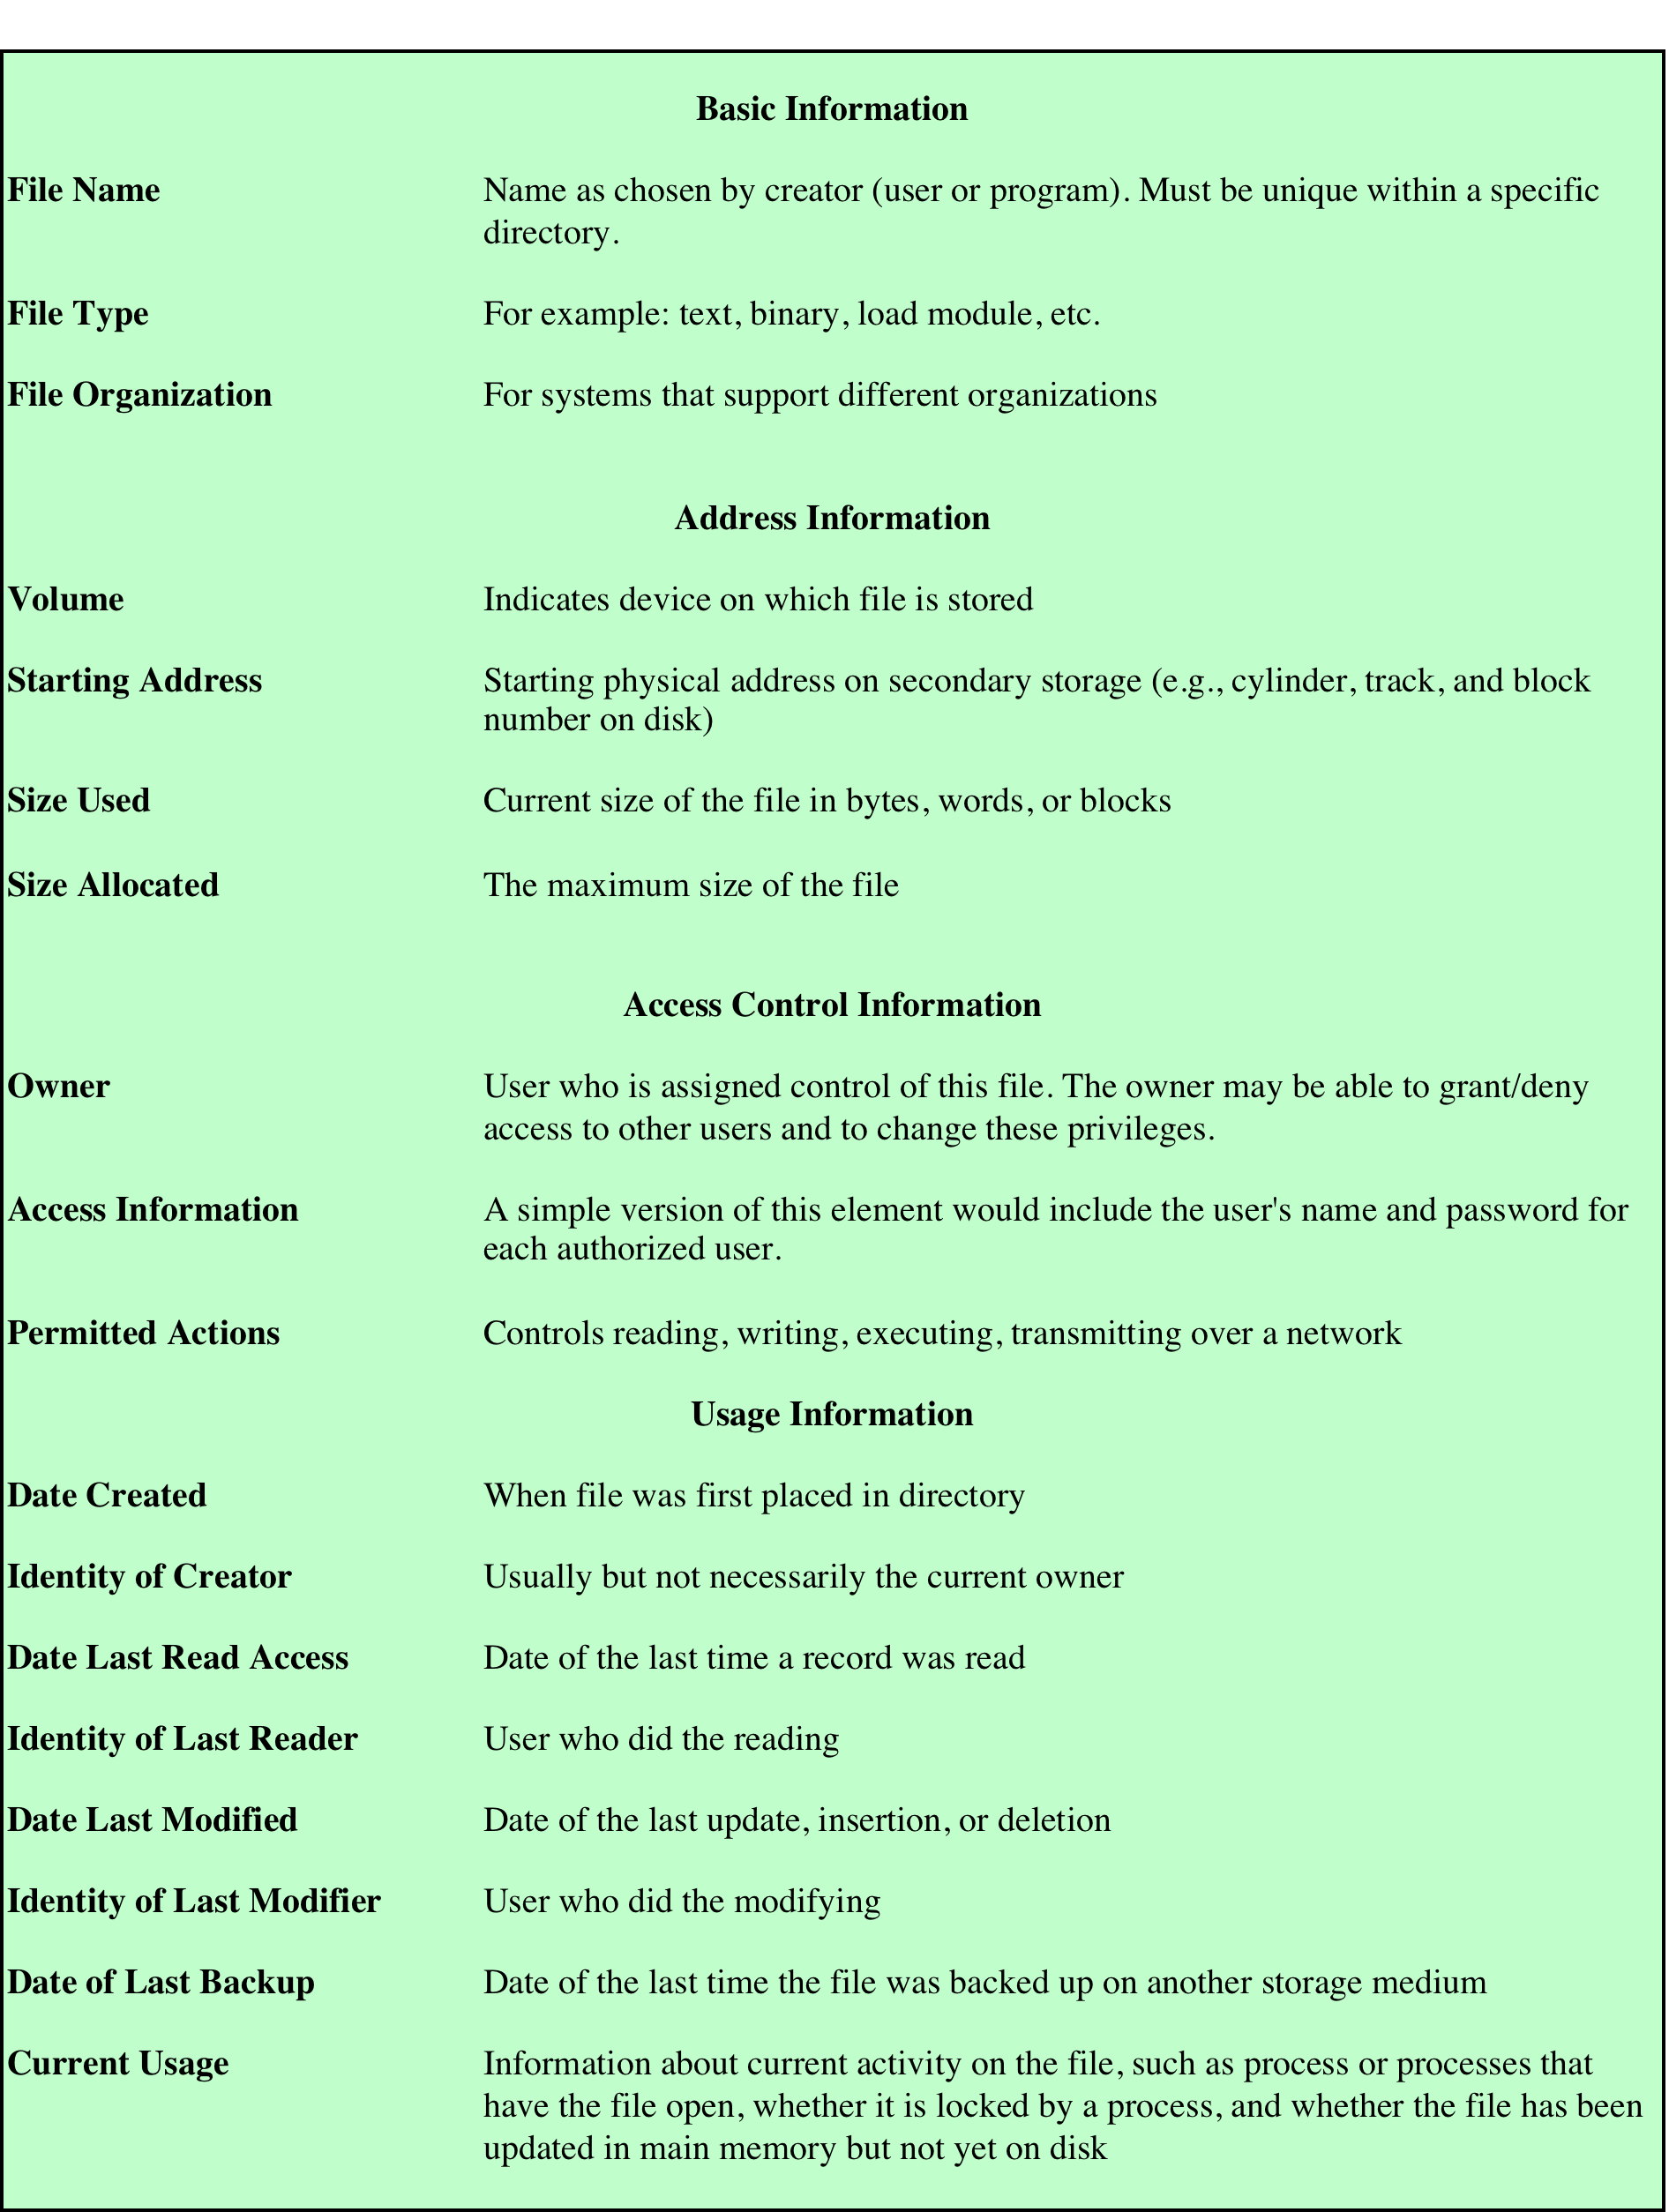 Basic Information
File Name Name as chosen by creator (user or program). Must be unique within a specific
directory.
File Type For example: text, binary, load module, etc.
File Organization For systems that support different organizations
Address Information
Volume Indicates device on which file is stored
Starting Address Starting physical address on secondary storage (e.g., cylinder, track, and block
number on disk)
Size Used Current size of the file in bytes, words, or blocks
Size Allocated The maximum size of the file
Access Control Information
Owner User who is assigned control of this file. The owner may be able to grant/deny
access to other users and to change these privileges.
Access Information A simple version of this element would include the user's name and password for
each authorized user.
Permitted Actions Controls reading, writing, executing, transmitting over a network
Usage Information
Date Created When file was first placed in directory
Identity of Creator Usually but not necessarily the current owner
Date Last Read Access Date of the last time a record was read
Identity of Last Reader User who did the reading
Date Last Modified Date of the last update, insertion, or deletion
Identity of Last Modifier User who did the modifying
Date of Last Backup Date of the last time the file was backed up on another storage medium
Current Usage Information about current activity on the file, such as process or processes that
have the file open, whether it is locked by a process, and whether the file has been
updated in main memory but not yet on disk